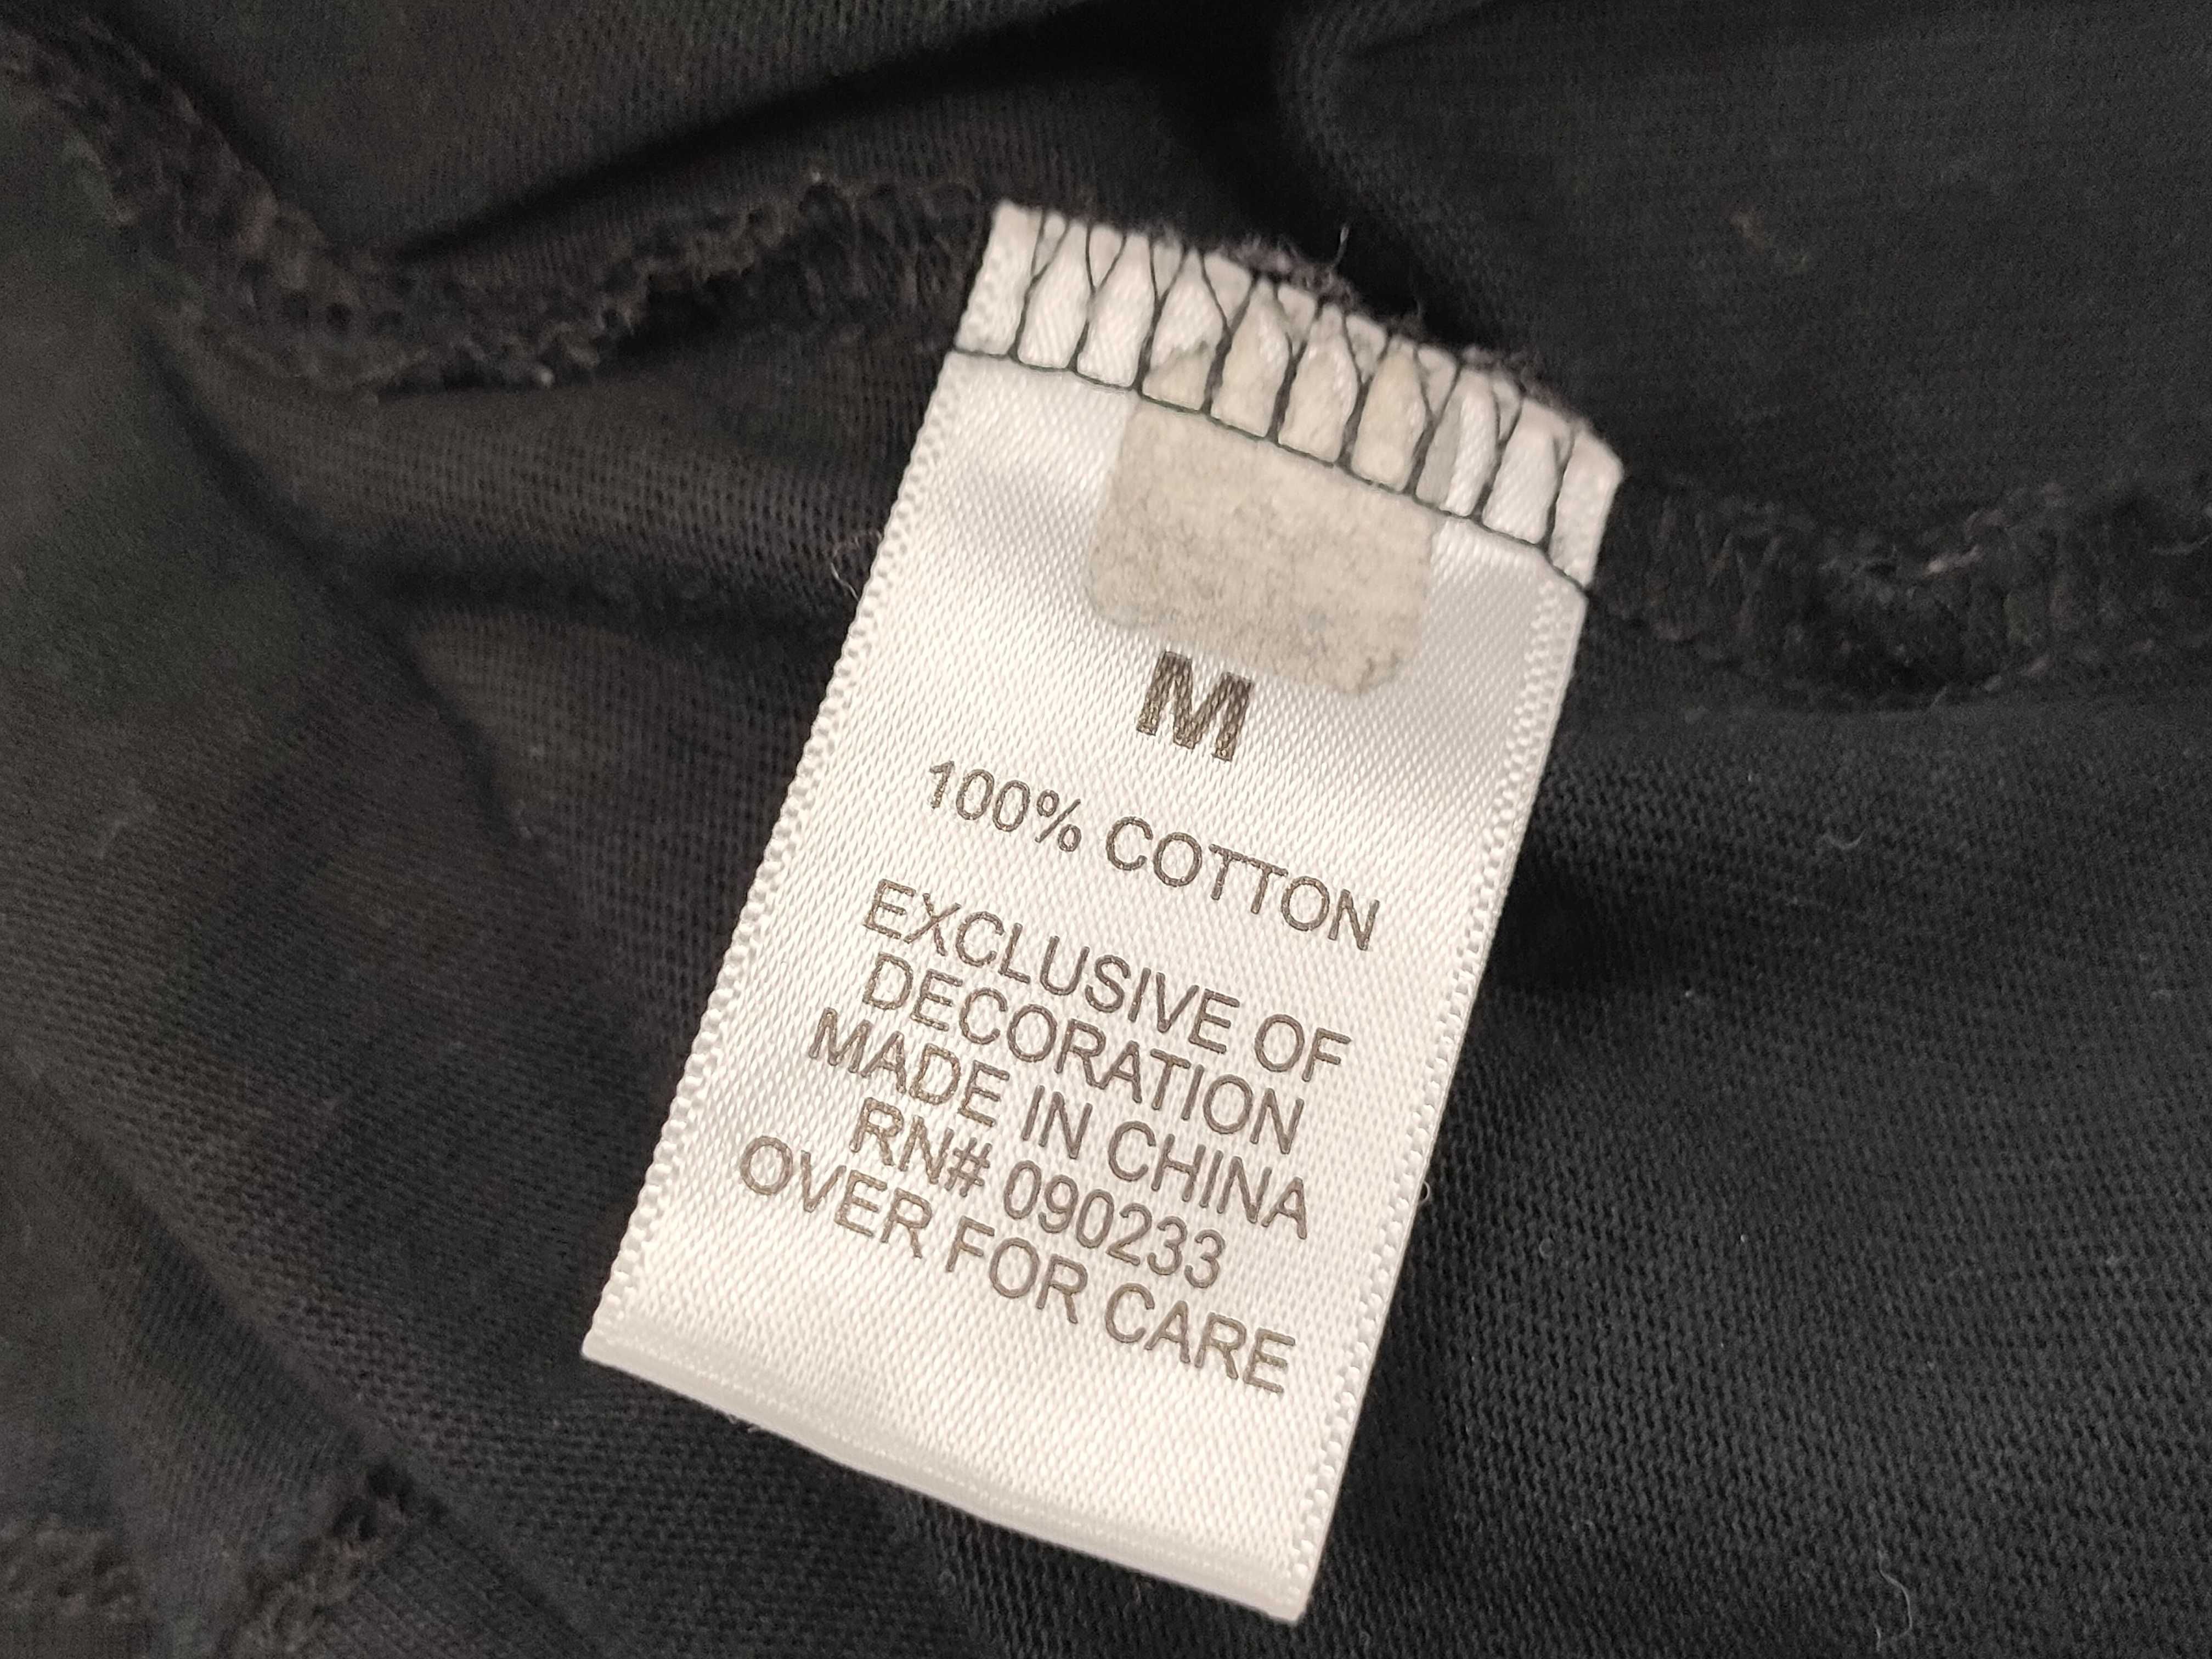 M
100% COTTON
EXCLUSIVE OF
DECORATION
MADE IN CHINA
RN# 090233
OVER FOR CARE